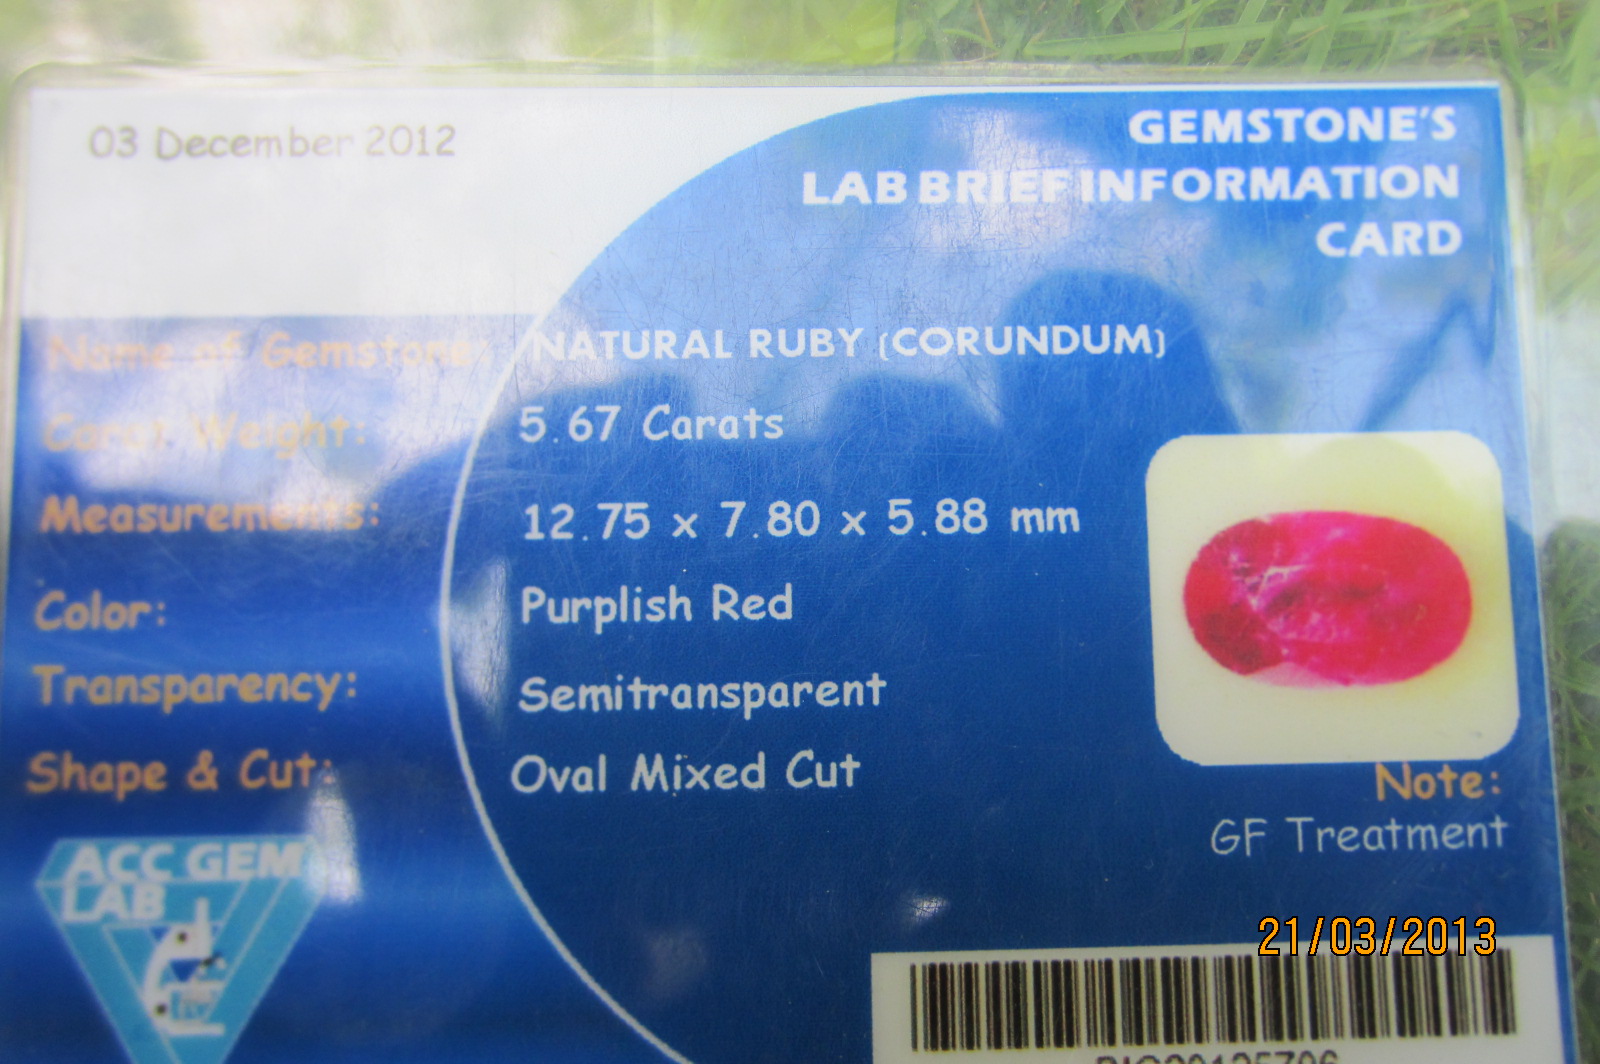 03 December 2012
GEMSTONE'S
LAB BRIEF INFORMATION
CARD
Name of Gemstone: NATURAL RUBY (CORUNDUM)
Carat Weight: 5.67 Carats
Measurements: 12.75 x 7.80 x 5.88 mm
Color: Purplish Red
Transparency: Semitransparent
Shape & Cut: Oval Mixed Cut
Note:
GF Treatment
ACC GEM
LAB
21/03/2013